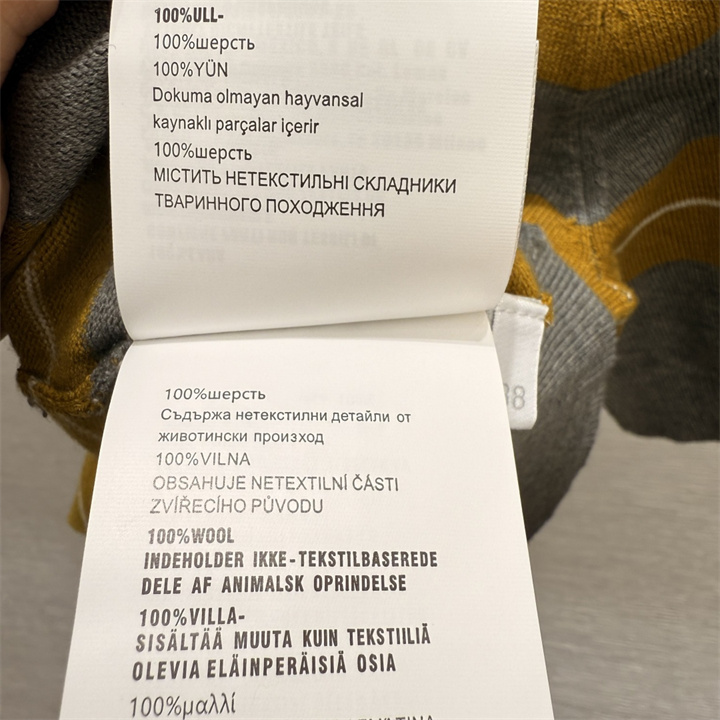 100%ULL-
100%шерсть
100%YÜN
Dokuma olmayan hayvansal
kaynaklı parçalar içerir
100%шерсть
МІСТИТЬ НЕТЕКСТИЛЬНІ СКЛАДНИКИ
ТВАРИННОГО ПОХОДЖЕННЯ
100%шерсть
Съдържа нетекстилни детайли от
животински произход
100%VILNA
OBSAHUJE NETEXTILNÍ ČÁSTI
ZVÍŘECÍHO PŮVODU
100%WOOL
INDEHOLDER IKKE-TEKSTILBASEREDE
DELE AF ANIMALSK OPRINDELSE
100%VILLA-
SISÄLTÄÄ MUUTA KUIN TEKSTIILIÄ
OLEVIA ELÄINPERÄISIÄ OSIA
100%μαλλί